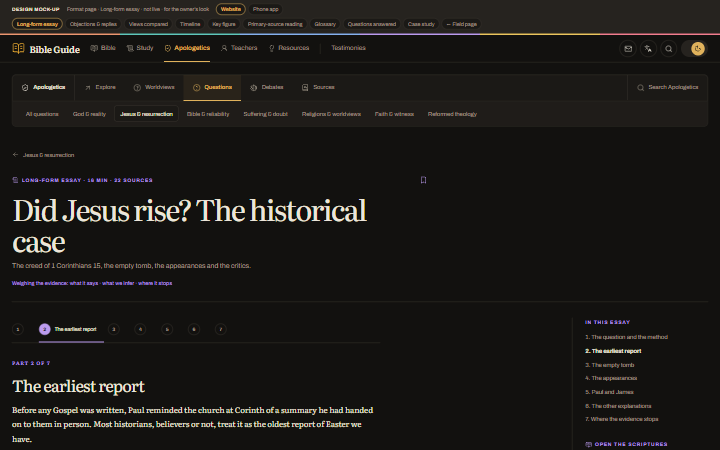 DESIGN MOCK-UP Format page · Long-form essay · not live · for the owner's look Website Phone app
Long-form essay Objections & replies Views compared Timeline Key figure Primary-source reading Glossary Questions answered Case study ← Field page
Bible Guide Bible Study Apologetics Teachers Resources Testimonies
Apologetics Explore Worldviews Questions Debates Sources Search Apologetics
All questions God & reality Jesus & resurrection Bible & reliability Suffering & doubt Religions & worldviews Faith & witness Reformed theology
← Jesus & resurrection
LONG-FORM ESSAY · 16 MIN · 22 SOURCES
Did Jesus rise? The historical
case
The creed of 1 Corinthians 15, the empty tomb, the appearances and the critics.
Weighing the evidence: what it says · what we infer · where it stops
1 2 The earliest report 3 4 5 6 7
PART 2 OF 7
The earliest report
Before any Gospel was written, Paul reminded the church at Corinth of a summary he had handed
on to them in person. Most historians, believers or not, treat it as the oldest report of Easter we
have.
IN THIS ESSAY
1. The question and the method
2. The earliest report
3. The empty tomb
4. The appearances
5. Paul and James
6. The other explanations
7. Where the evidence stops
OPEN THE SCRIPTURES